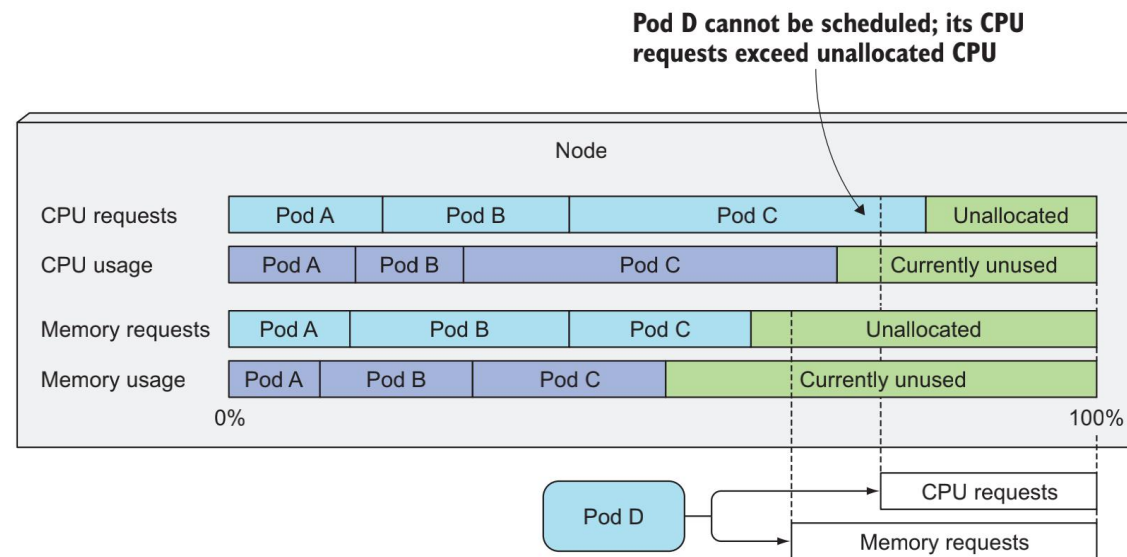 Pod D cannot be scheduled; its CPU
requests exceed unallocated CPU
Node
CPU requests Pod A Pod B Pod C Unallocated
CPU usage Pod A Pod B Pod C Currently unused
Memory requests Pod A Pod B Pod C Unallocated
Memory usage Pod A Pod B Pod C Currently unused
0% 100%
CPU requests
Pod D
Memory requests